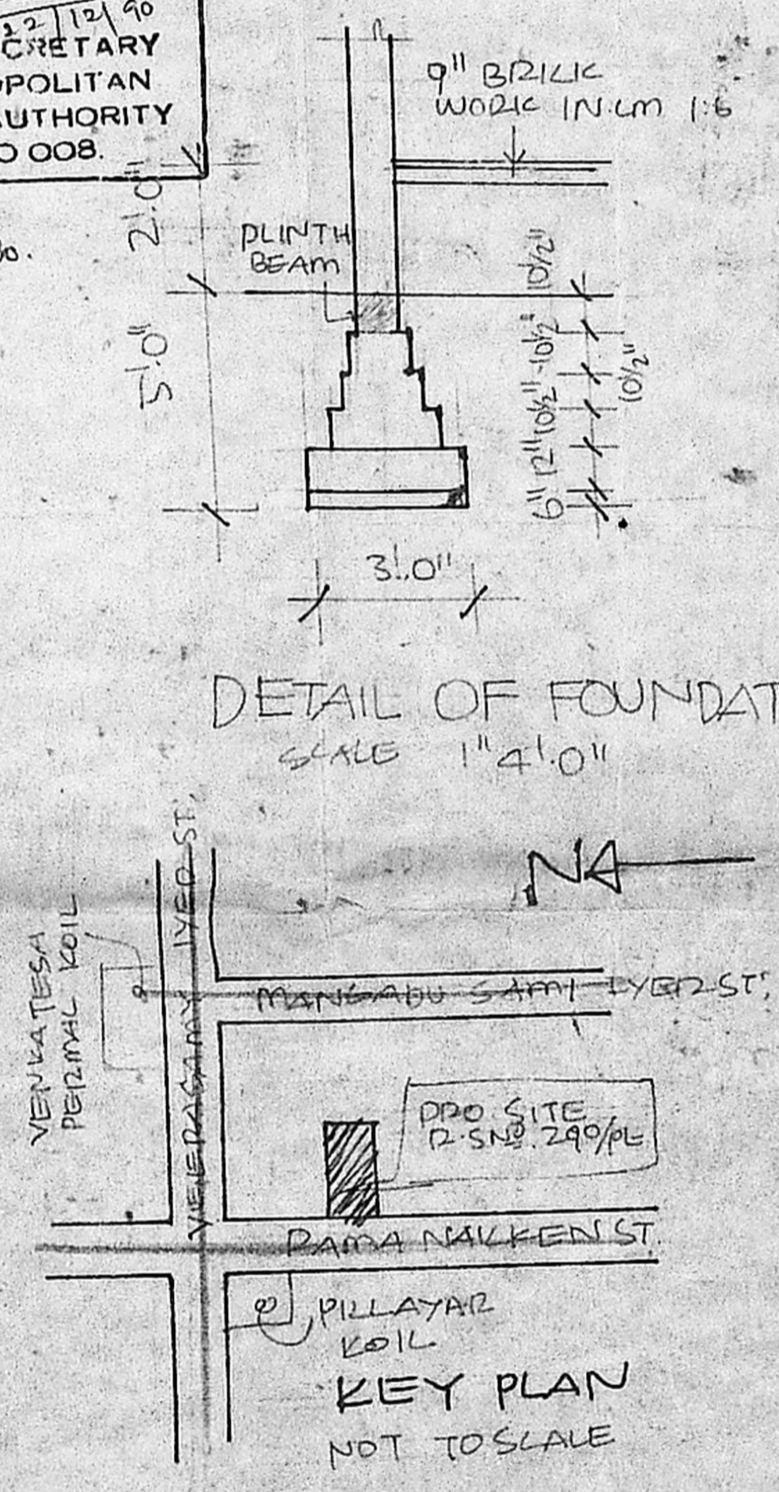 22/12/90
CRETARY
POLITAN
AUTHORITY
0 008.
9" BRICK
WORK IN.CM 1:6
2'.0"
PLINTH
BEAM
10½"
5'.0"
10½"
10½"
10½"
12"
6"
3'.0"
DETAIL OF FOUNDAT
SCALE 1" 4'.0"
N
VEERASAMY IYER ST.
VENKATESA
PERMAL KOIL
MANGADU SAMI IYER ST.
PRO. SITE
R.S.No. 290/PL
RAMA NAIKKEN ST.
PILLAYAR
KOIL
KEY PLAN
NOT TO SCALE